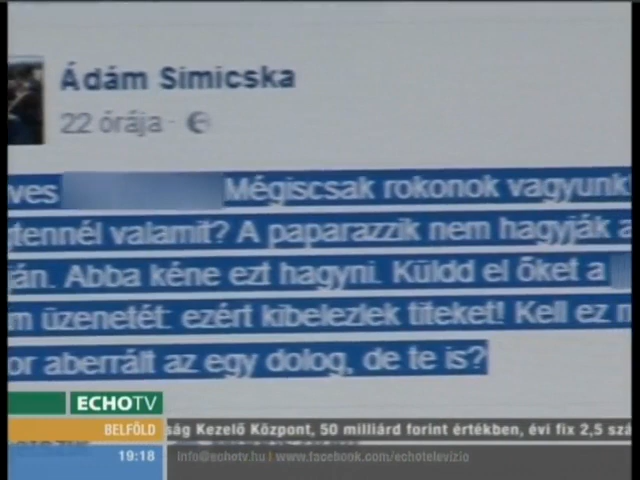 Ádám Simicska
22 órája ·
ves Mégiscsak rokonok vagyunk
gtennél valamit? A paparazzik nem hagyják a
ján. Abba kéne ezt hagyni. Küldd el őket a
m üzenetét: ezért kibelezlek titeket! Kell ez n
or aberrált az egy dolog, de te is?
ECHOTV
BELFÖLD
ság Kezelő Központ, 50 milliárd forint értékben, évi fix 2,5 szá
19:18
info@echotv.hu | www.facebook.com/echotelevizio